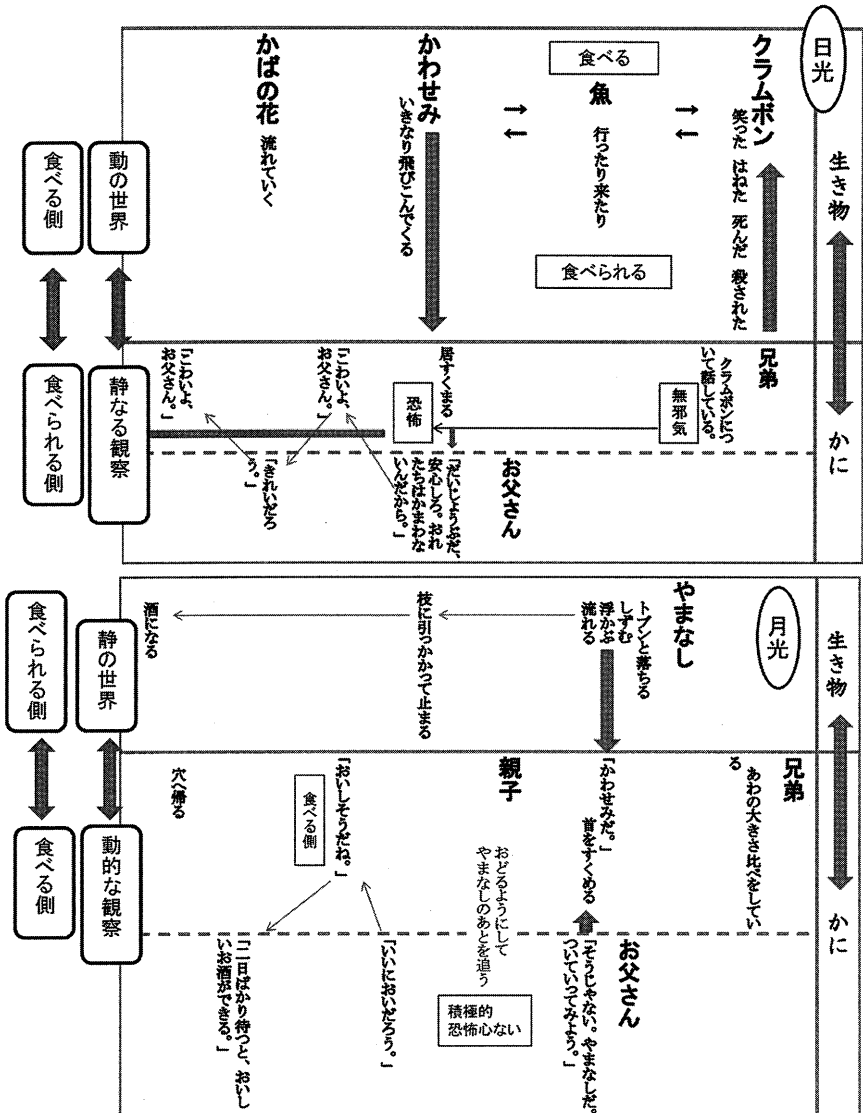 日光
生き物
かに
クラムボン
笑った はねた 死んだ 殺された
兄弟
クラムボンにつ
いて話している。
食べる
魚
行ったり来たり
食べられる
無邪気
かわせみ
いきなり飛びこんでくる
居すくまる
恐怖
お父さん
「だいじょうぶだ、
安心しろ。おれ
たちはかまわな
いんだから。」
「こわいよ、
お父さん。」
かばの花
流れていく
「きれいだろ
う。」
「こわいよ、
お父さん。」
動の世界
静なる観察
食べる側
食べられる側
月光
生き物
かに
兄弟
あわの大きさ比べをしてい
る
やまなし
トブンと落ちる
しずむ
浮かぶ
流れる
「かわせみだ。」
首をすくめる
お父さん
「そうじゃない。やまなしだ。
ついていってみよう。」
親子
おどるようにして
やまなしのあとを追う
積極的
恐怖心ない
枝に引っかかって止まる
「いいにおいだろう。」
「おいしそうだね。」
食べる側
「二日ばかり待つと、おいし
いお酒ができる。」
酒になる
穴へ帰る
静の世界
動的な観察
食べられる側
食べる側